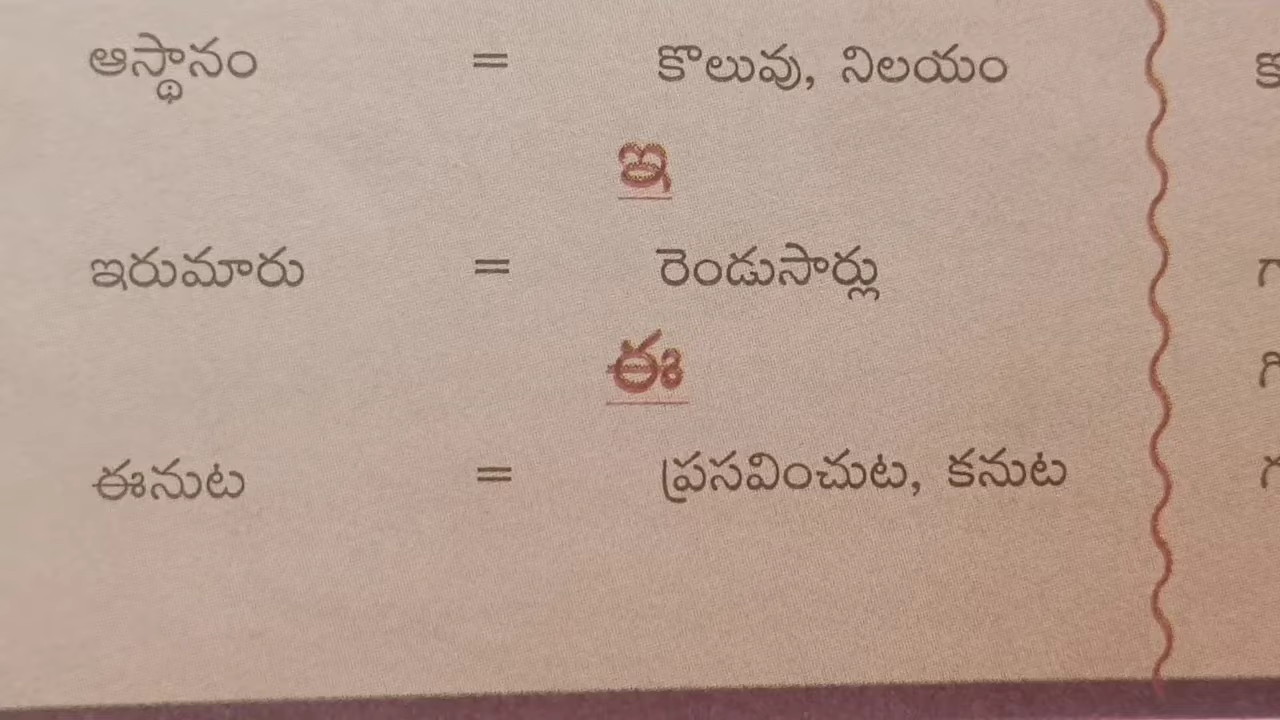 ఆస్థానం = కొలువు, నిలయం
ఇ
ఇరుమారు = రెండుసార్లు
ఈ
ఈనుట = ప్రసవించుట, కనుట